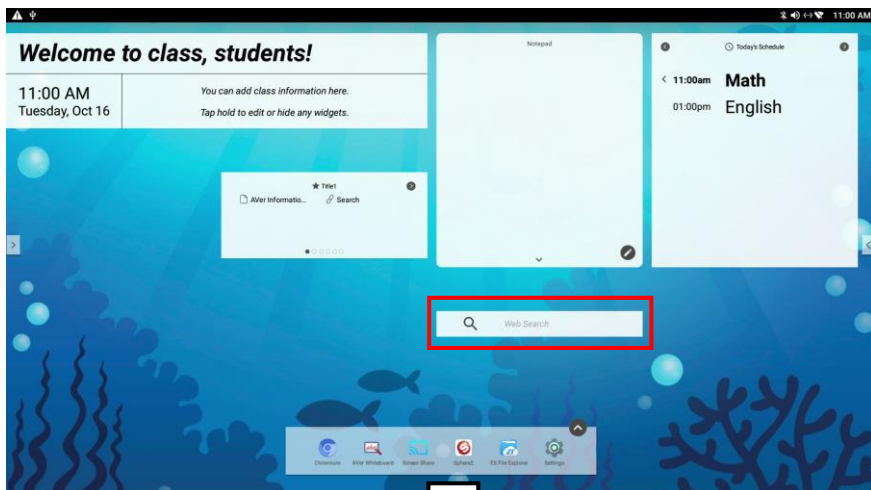 11:00 AM
Welcome to class, students!
11:00 AM
Tuesday, Oct 16
You can add class information here.
Tap hold to edit or hide any widgets.
Notepad
Today's Schedule
11:00am Math
01:00pm English
Title1
AVer Informatio... Search
Web Search
Chromium AVer Whiteboard Screen Share SphereE ES File Explorer Settings